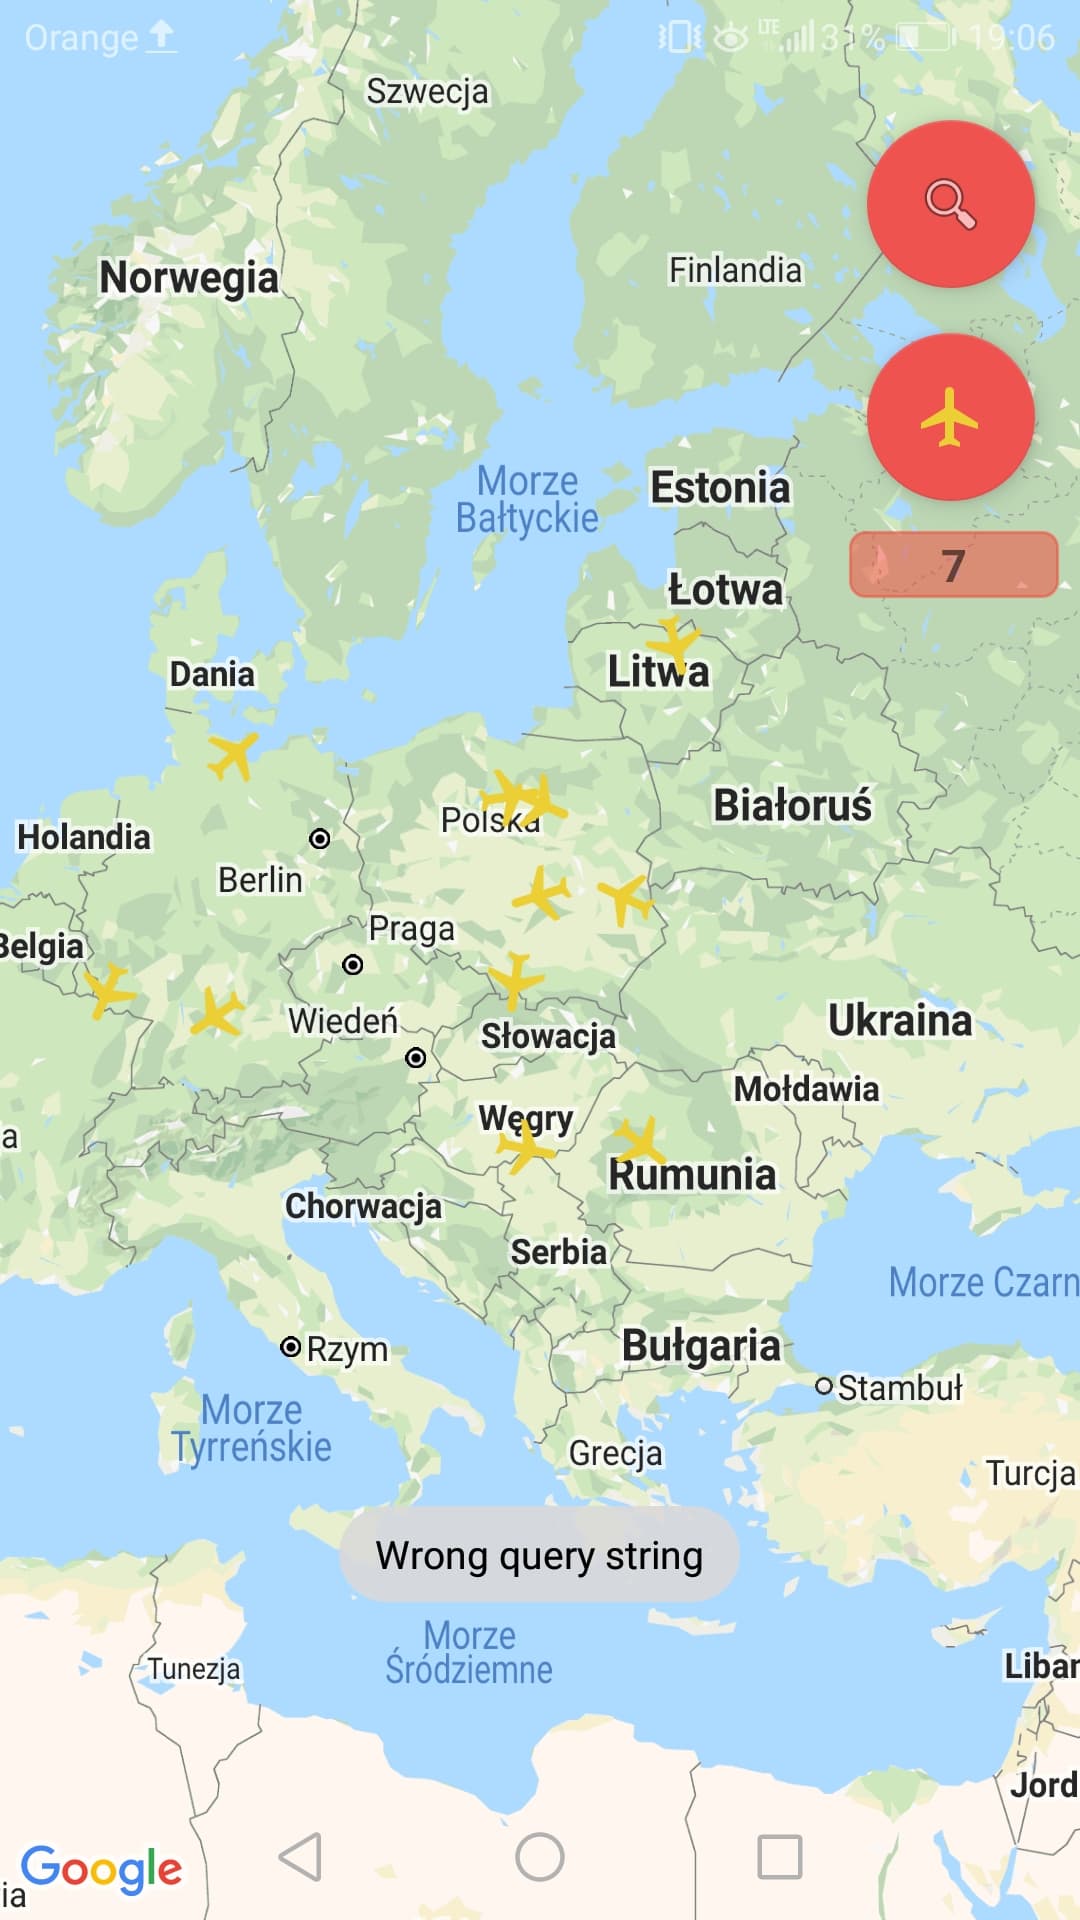 Orange LTE 31% 19:06
Szwecja
Norwegia
Finlandia
Morze
Bałtyckie
Estonia
7
Łotwa
Litwa
Dania
Polska
Białoruś
Holandia
Berlin
Praga
Belgia
Wiedeń
Słowacja
Ukraina
Mołdawia
Węgry
a
Rumunia
Chorwacja
Serbia
Morze Czarn
Bułgaria
Rzym
Stambuł
Morze
Tyrreńskie
Grecja
Turcja
Wrong query string
Morze
Śródziemne
Tunezja
Liban
Jord
Google
ia